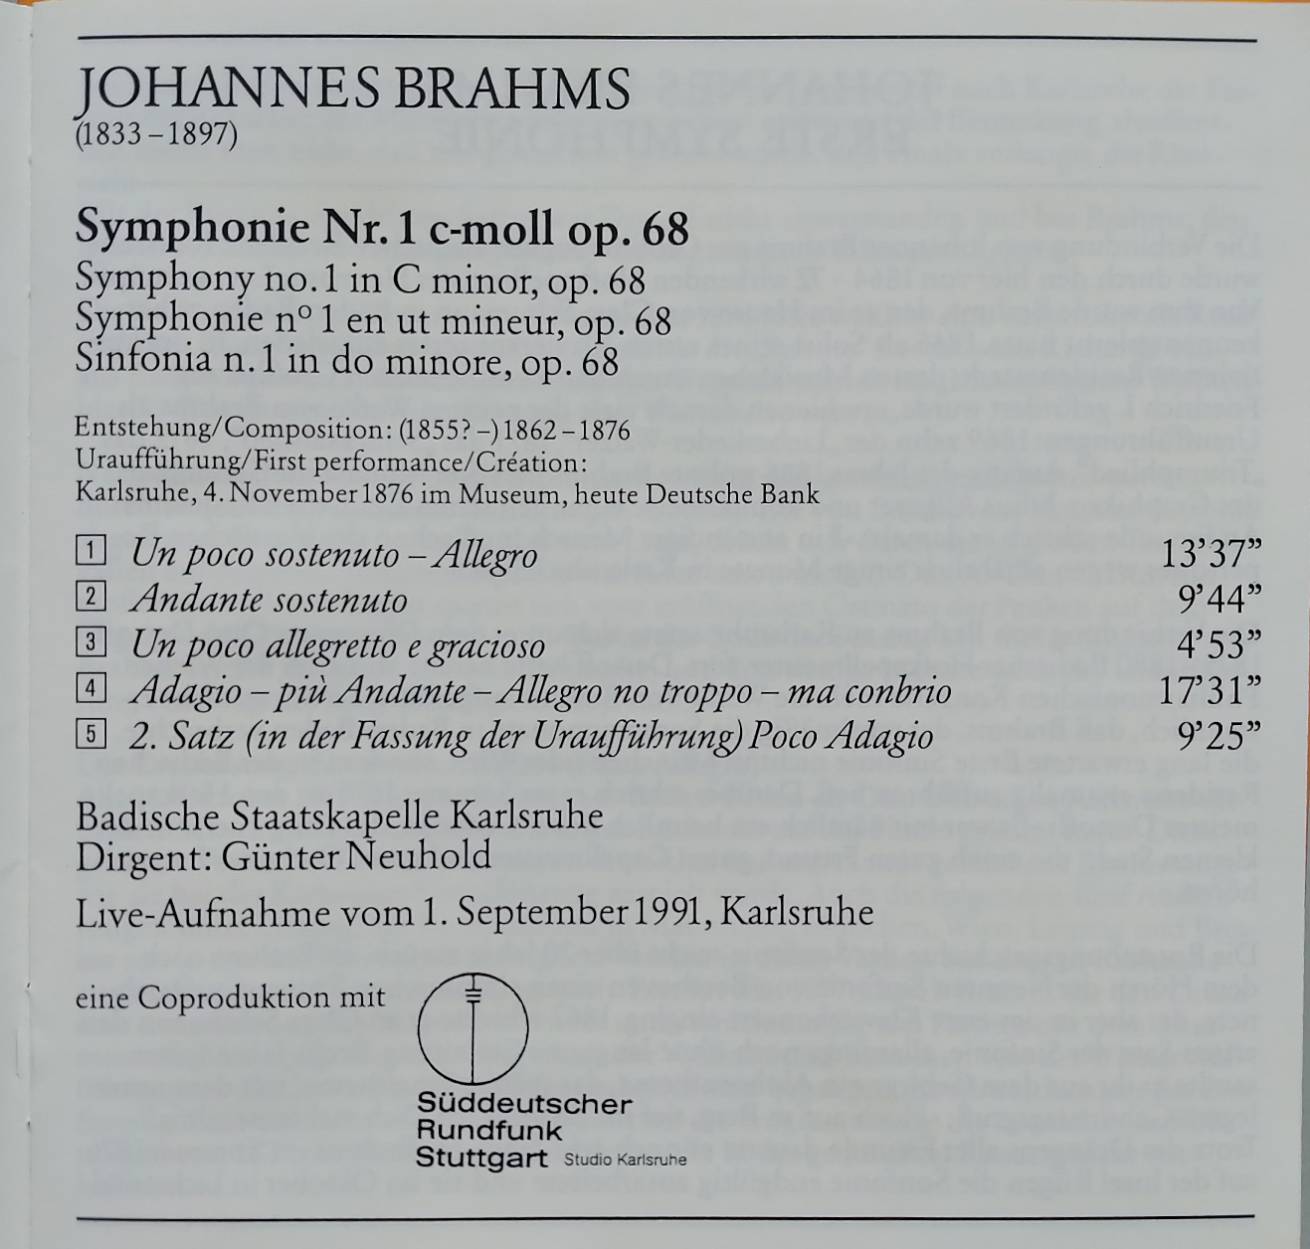 JOHANNES BRAHMS
(1833–1897)
Symphonie Nr. 1 c-moll op. 68
Symphony no. 1 in C minor, op. 68
Symphonie nº 1 en ut mineur, op. 68
Sinfonia n. 1 in do minore, op. 68
Entstehung/Composition: (1855?–) 1862–1876
Uraufführung/First performance/Création:
Karlsruhe, 4. November 1876 im Museum, heute Deutsche Bank
1 Un poco sostenuto – Allegro 13’37”
2 Andante sostenuto 9’44”
3 Un poco allegretto e gracioso 4’53”
4 Adagio – più Andante – Allegro no troppo – ma conbrio 17’31”
5 2. Satz (in der Fassung der Uraufführung) Poco Adagio 9’25”
Badische Staatskapelle Karlsruhe
Dirgent: Günter Neuhold
Live-Aufnahme vom 1. September 1991, Karlsruhe
eine Coproduktion mit
Süddeutscher
Rundfunk
Stuttgart Studio Karlsruhe